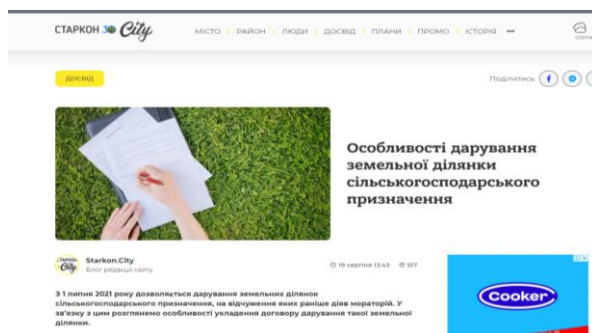 СТАРКОН City
МІСТО РАЙОН ЛЮДИ ДОСВІД ПЛАНИ ПРОМО ІСТОРІЯ •••
ДОСВІД
Поділитись
Особливості дарування
земельної ділянки
сільськогосподарського
призначення
Starkon.City
Блог редакції сайту
19 серпня 13:43 517
З 1 липня 2021 року дозволяється дарування земельних ділянок
сільськогосподарського призначення, на відчуження яких раніше діяв мораторій. У
зв'язку з цим розглянемо особливості укладення договору дарування такої земельної
ділянки.
Cooker